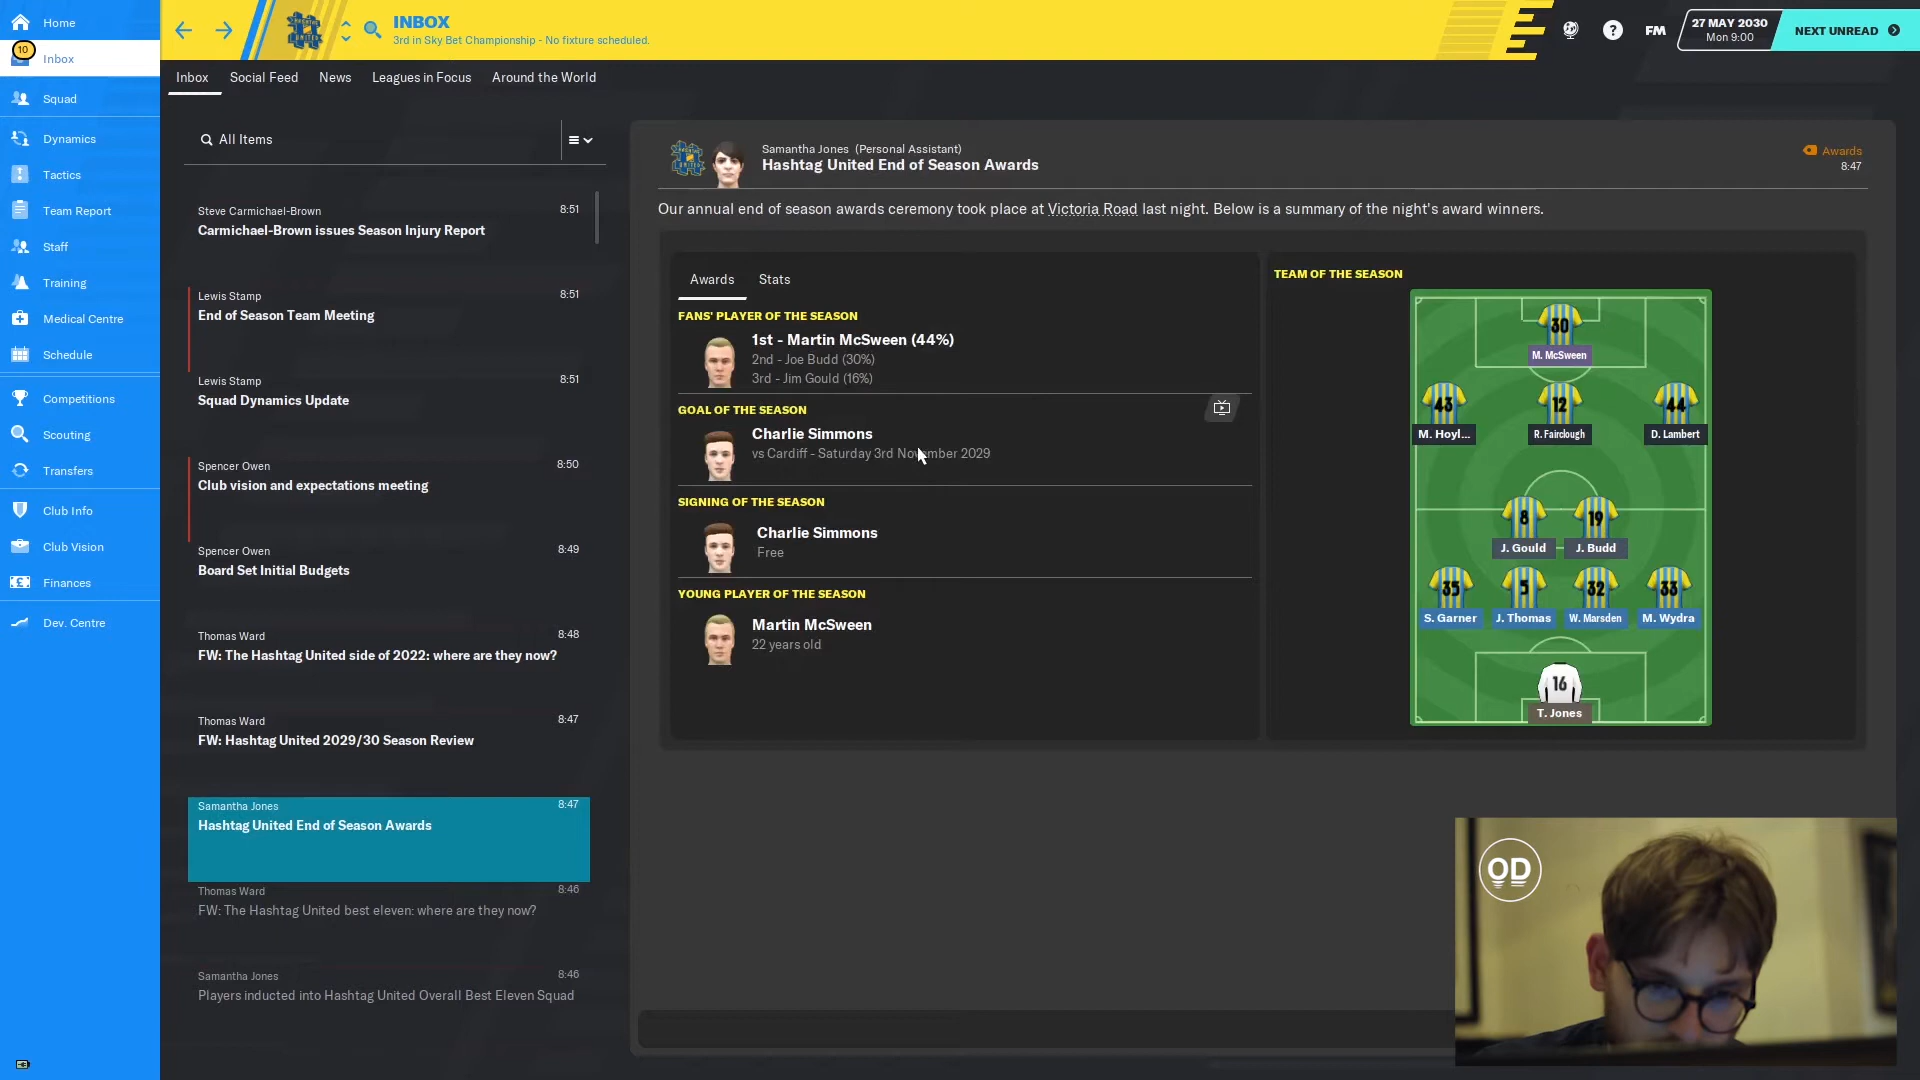 Home
10
Inbox
Squad
Dynamics
Tactics
Team Report
Staff
Training
Medical Centre
Schedule
Competitions
Scouting
Transfers
Club Info
Club Vision
Finances
Dev. Centre
INBOX
3rd in Sky Bet Championship - No fixture scheduled.
?
FM
27 MAY 2030
Mon 9:00
NEXT UNREAD
Inbox
Social Feed
News
Leagues in Focus
Around the World
All Items
Steve Carmichael-Brown 8:51
Carmichael-Brown issues Season Injury Report
Lewis Stamp 8:51
End of Season Team Meeting
Lewis Stamp 8:51
Squad Dynamics Update
Spencer Owen 8:50
Club vision and expectations meeting
Spencer Owen 8:49
Board Set Initial Budgets
Thomas Ward 8:48
FW: The Hashtag United side of 2022: where are they now?
Thomas Ward 8:47
FW: Hashtag United 2029/30 Season Review
Samantha Jones 8:47
Hashtag United End of Season Awards
Thomas Ward 8:46
FW: The Hashtag United best eleven: where are they now?
Samantha Jones 8:46
Players inducted into Hashtag United Overall Best Eleven Squad
Samantha Jones (Personal Assistant)
Hashtag United End of Season Awards
Awards
8:47
Our annual end of season awards ceremony took place at Victoria Road last night. Below is a summary of the night's award winners.
Awards Stats
FANS' PLAYER OF THE SEASON
1st - Martin McSween (44%)
2nd - Joe Budd (30%)
3rd - Jim Gould (16%)
GOAL OF THE SEASON
Charlie Simmons
vs Cardiff - Saturday 3rd November 2029
SIGNING OF THE SEASON
Charlie Simmons
Free
YOUNG PLAYER OF THE SEASON
Martin McSween
22 years old
TEAM OF THE SEASON
30
M. McSween
43 12 44
M. Hoyl... R. Fairclough D. Lambert
8 19
J. Gould J. Budd
35 5 32 33
S. Garner J. Thomas W. Marsden M. Wydra
16
T. Jones
OD